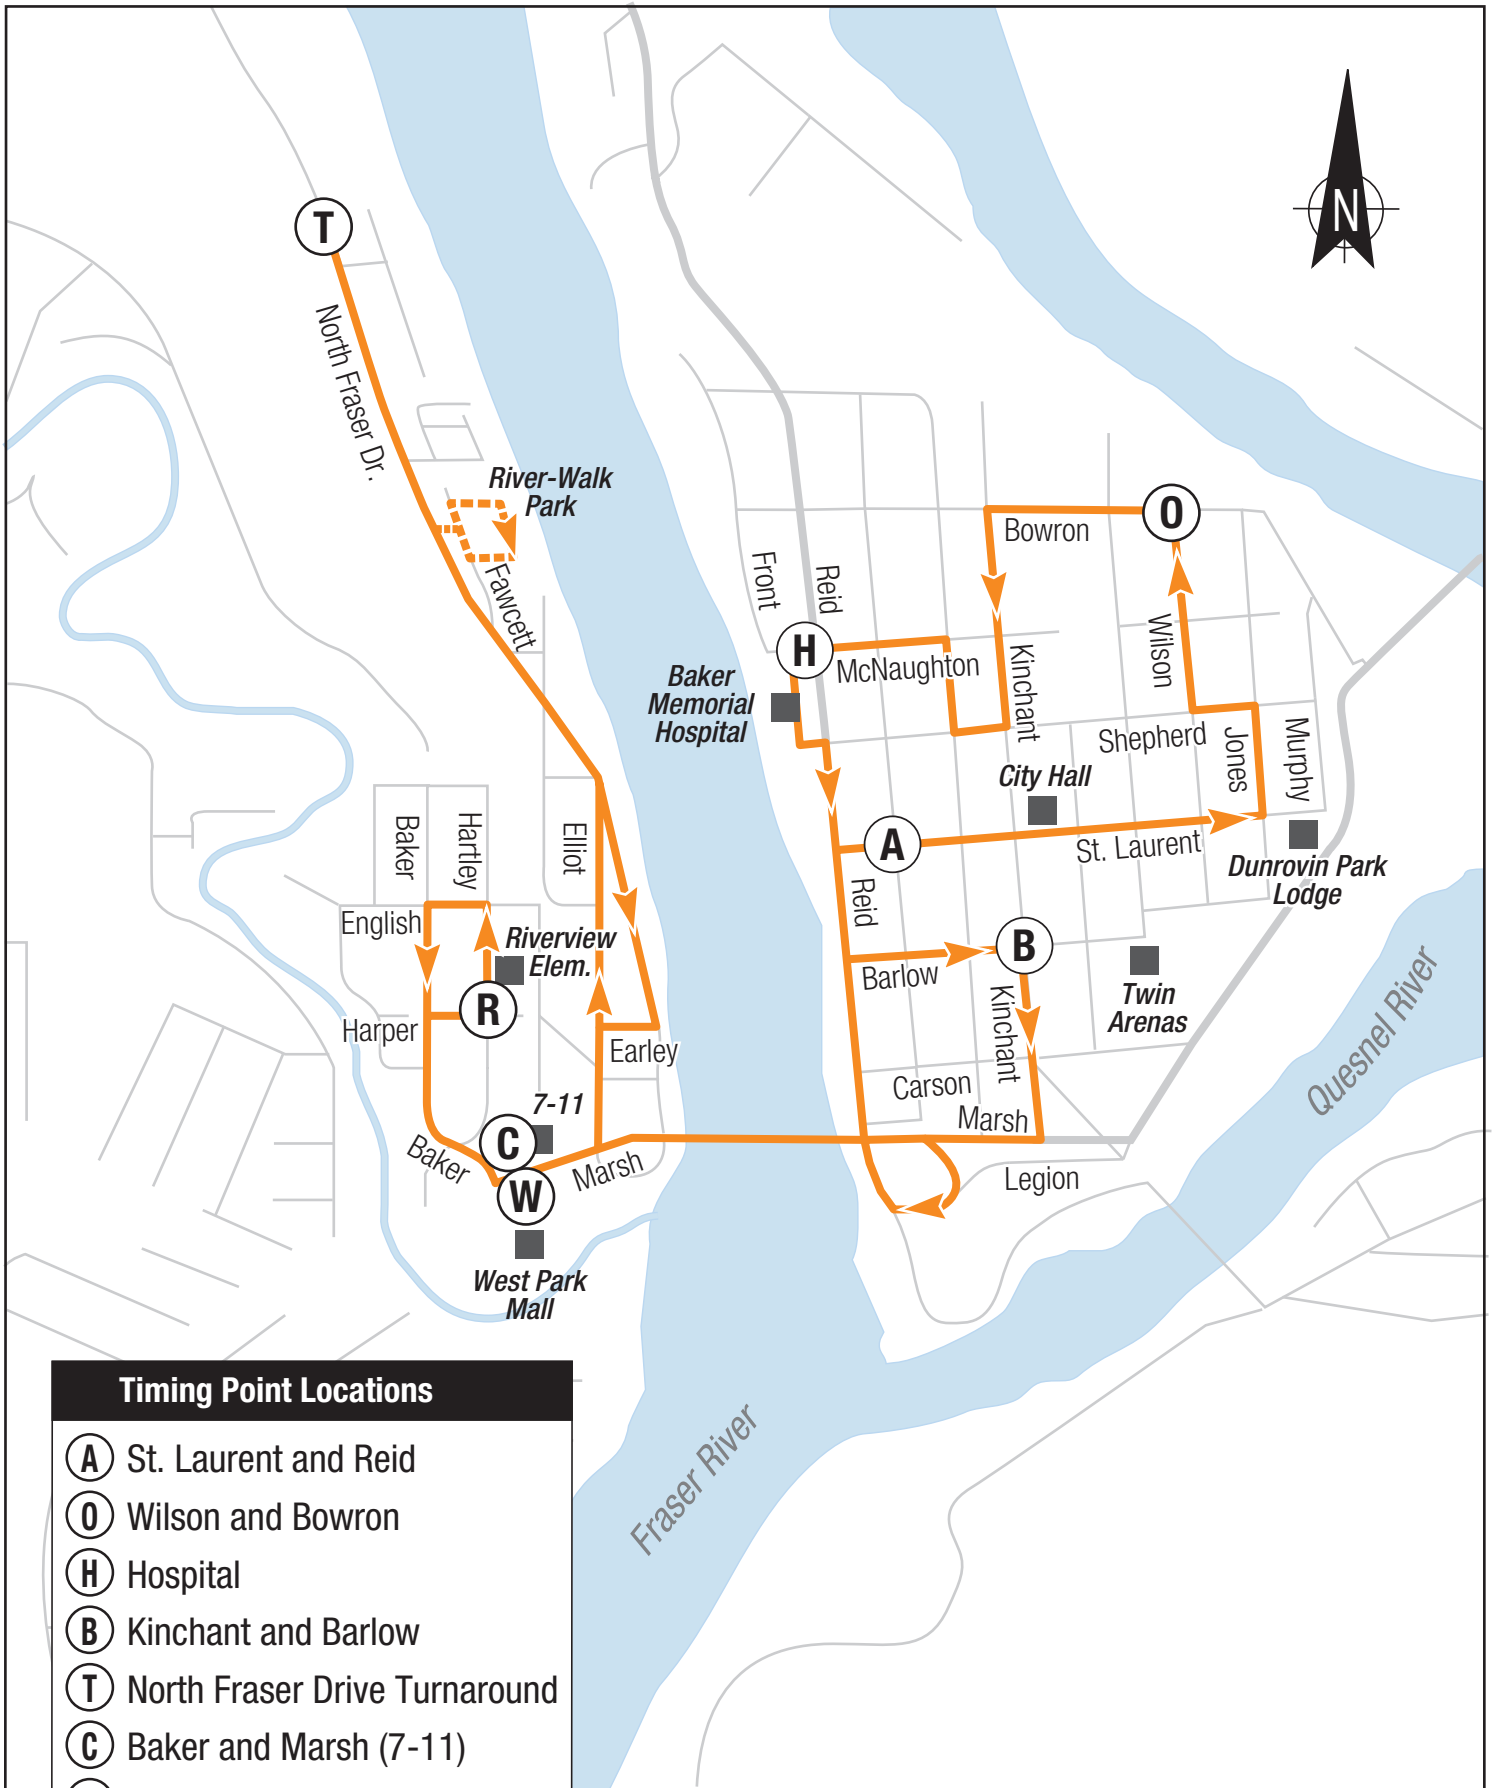 N
T
North Fraser Dr.
River-Walk
Park
Fawcett
O
Bowron
Front
Reid
H
McNaughton
Kinchant
Wilson
Baker
Memorial
Hospital
Shepherd
Jones
Murphy
City Hall
A
St. Laurent
Dunrovin Park
Lodge
Baker
Hartley
Elliot
Reid
English
Riverview
Elem.
B
Barlow
Twin
Arenas
R
Harper
Earley
Kinchant
Carson
Quesnel River
7-11
C
Marsh
Baker
Marsh
W
Legion
West Park
Mall
Fraser River
Timing Point Locations
A St. Laurent and Reid
O Wilson and Bowron
H Hospital
B Kinchant and Barlow
T North Fraser Drive Turnaround
C Baker and Marsh (7-11)